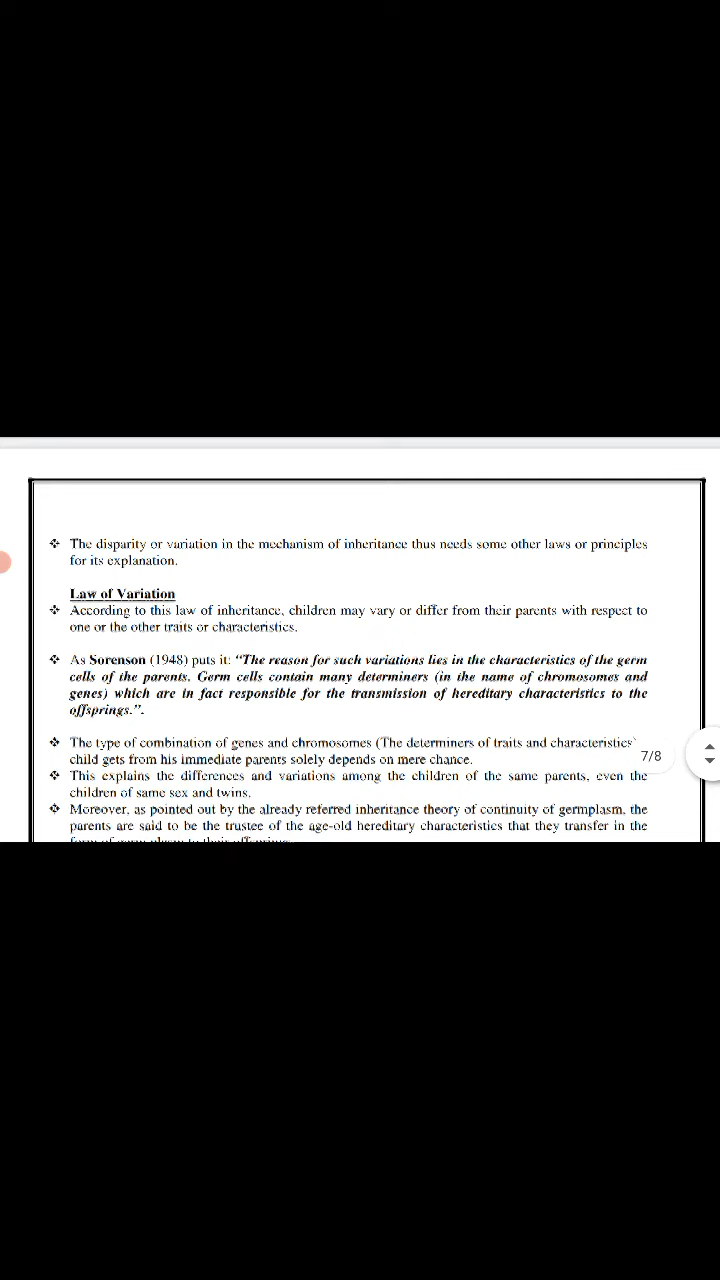 ❖ The disparity or variation in the mechanism of inheritance thus needs some other laws or principles
for its explanation.
Law of Variation
❖ According to this law of inheritance, children may vary or differ from their parents with respect to
one or the other traits or characteristics.
❖ As Sorenson (1948) puts it: “The reason for such variations lies in the characteristics of the germ
cells of the parents. Germ cells contain many determiners (in the name of chromosomes and
genes) which are in fact responsible for the transmission of hereditary characteristics to the
offsprings.”.
❖ The type of combination of genes and chromosomes (The determiners of traits and characteristics
child gets from his immediate parents solely depends on mere chance.
7/8
❖ This explains the differences and variations among the children of the same parents, even the
children of same sex and twins.
❖ Moreover, as pointed out by the already referred inheritance theory of continuity of germplasm, the
parents are said to be the trustee of the age-old hereditary characteristics that they transfer in the